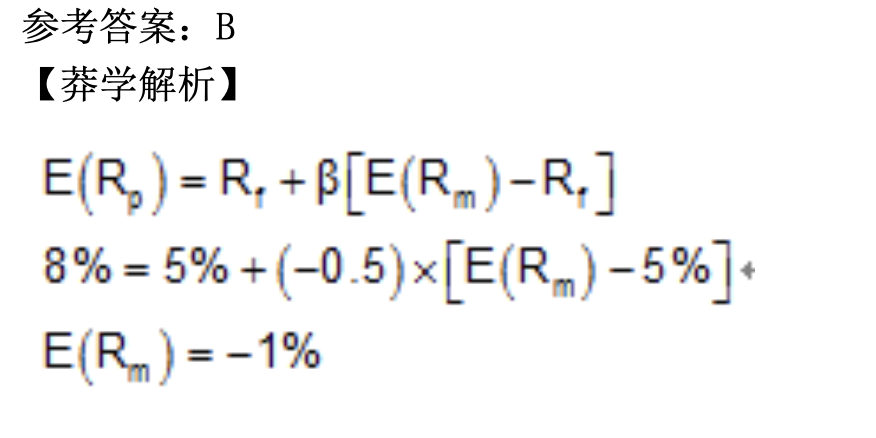 参考答案：B
【莽学解析】
E(Rp) = Rf + β[E(Rm) − Rf]
8% = 5% + (−0.5) × [E(Rm) − 5%]
E(Rm) = −1%